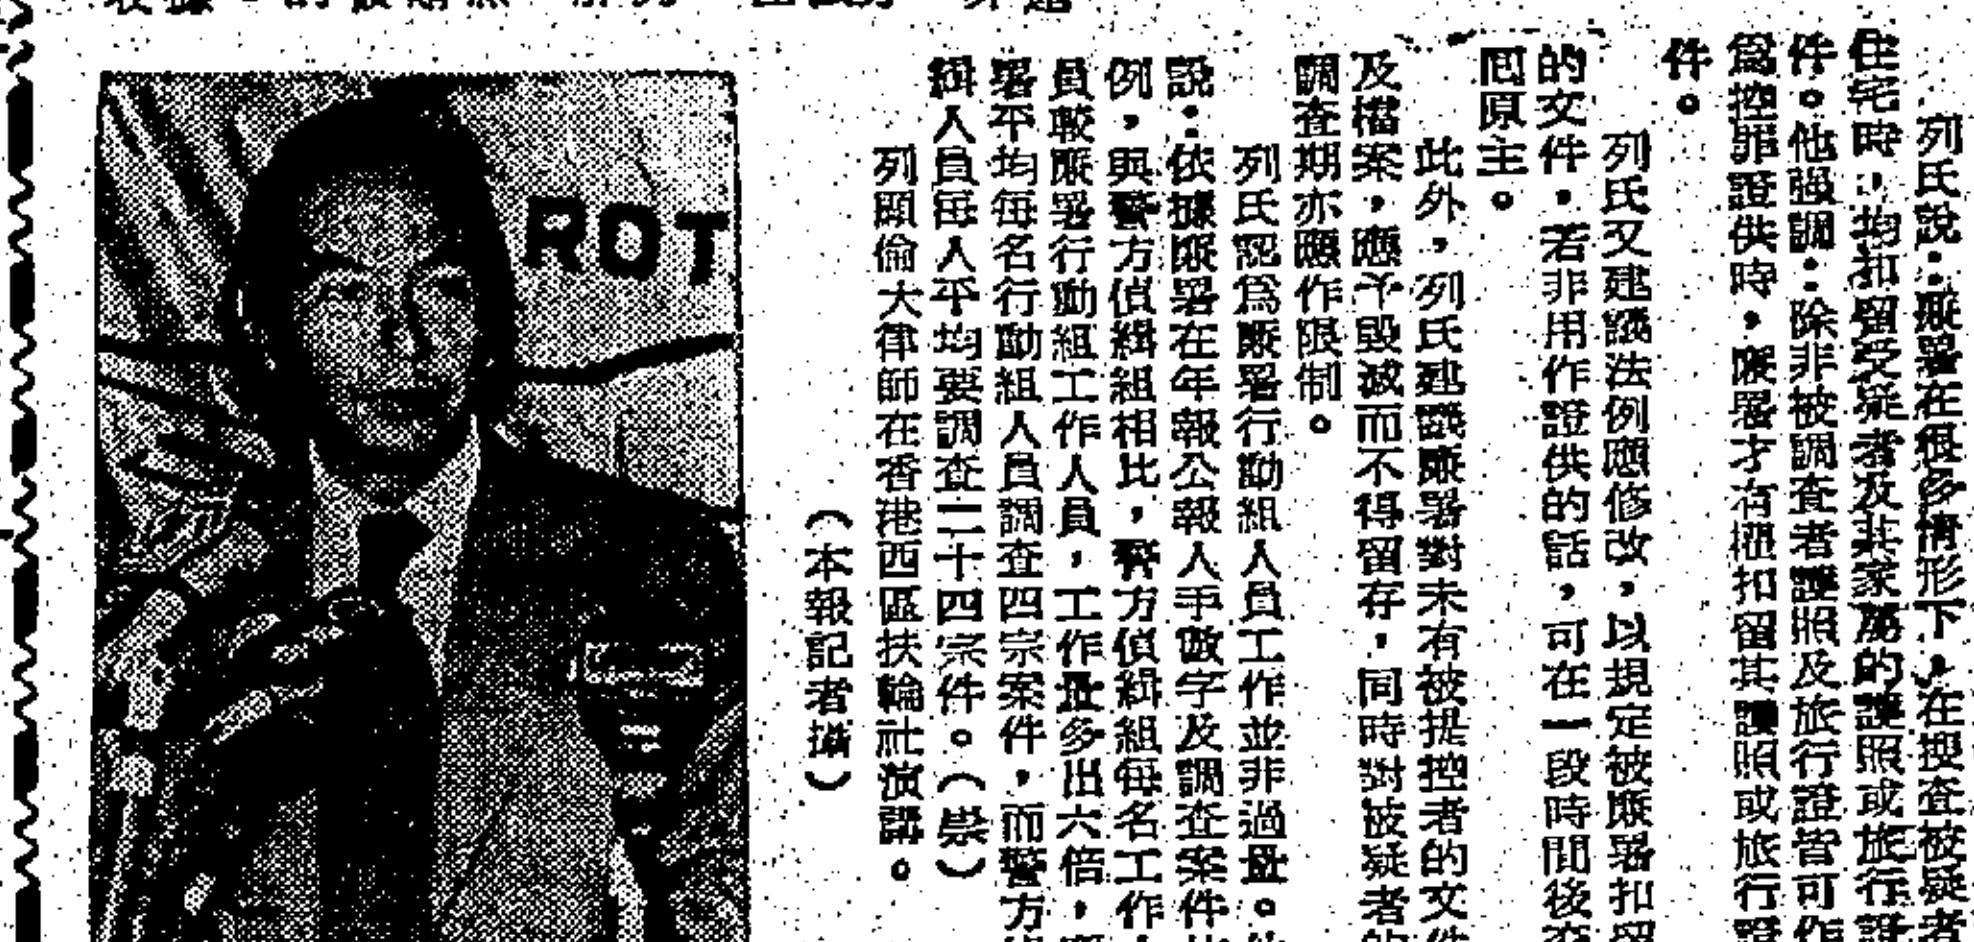 列氏說：廉署在很多情形下，在搜查被疑者
住宅時，均扣留受疑者及其家屬的護照或旅行證
件。他强調：除非被調查者護照及旅行證皆可作
爲控罪證供時，廉署才有權扣留其護照或旅行證
件。
列氏又建議法例應修改，以規定被廉署扣留
的文件，若非用作證供的話，可在一段時間後交
回原主。
此外，列氏建議廉署對未有被提控者的文件
及檔案，應予毀滅而不得留存，同時對被疑者的
調查期亦應作限制。
列氏認爲廉署行動組人員工作並非過量。他
說：依據廉署在年報公報人手數字及調查案件比
例，與警方偵緝組相比，警方偵緝組每名工作人
員較廉署行動組工作人員，工作量多出六倍，廉
署平均每名行動組人員調查四宗案件，而警方偵
緝人員每人平均要調查二十四宗件。（崇）
列顯倫大律師在香港西區扶輪社演講。
（本報記者攝）
ROT